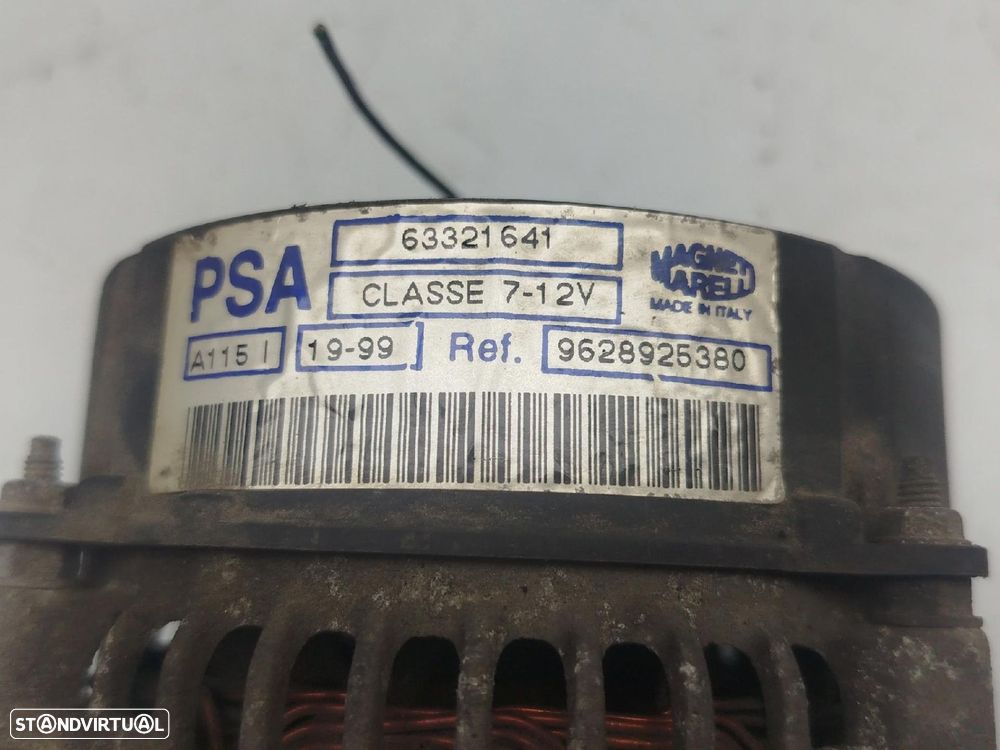 PSA
63321641
CLASSE 7-12V
MAGNETI
MARELLI
MADE IN ITALY
A115 I
19-99
Ref.
9628925380
STANDVIRTUAL